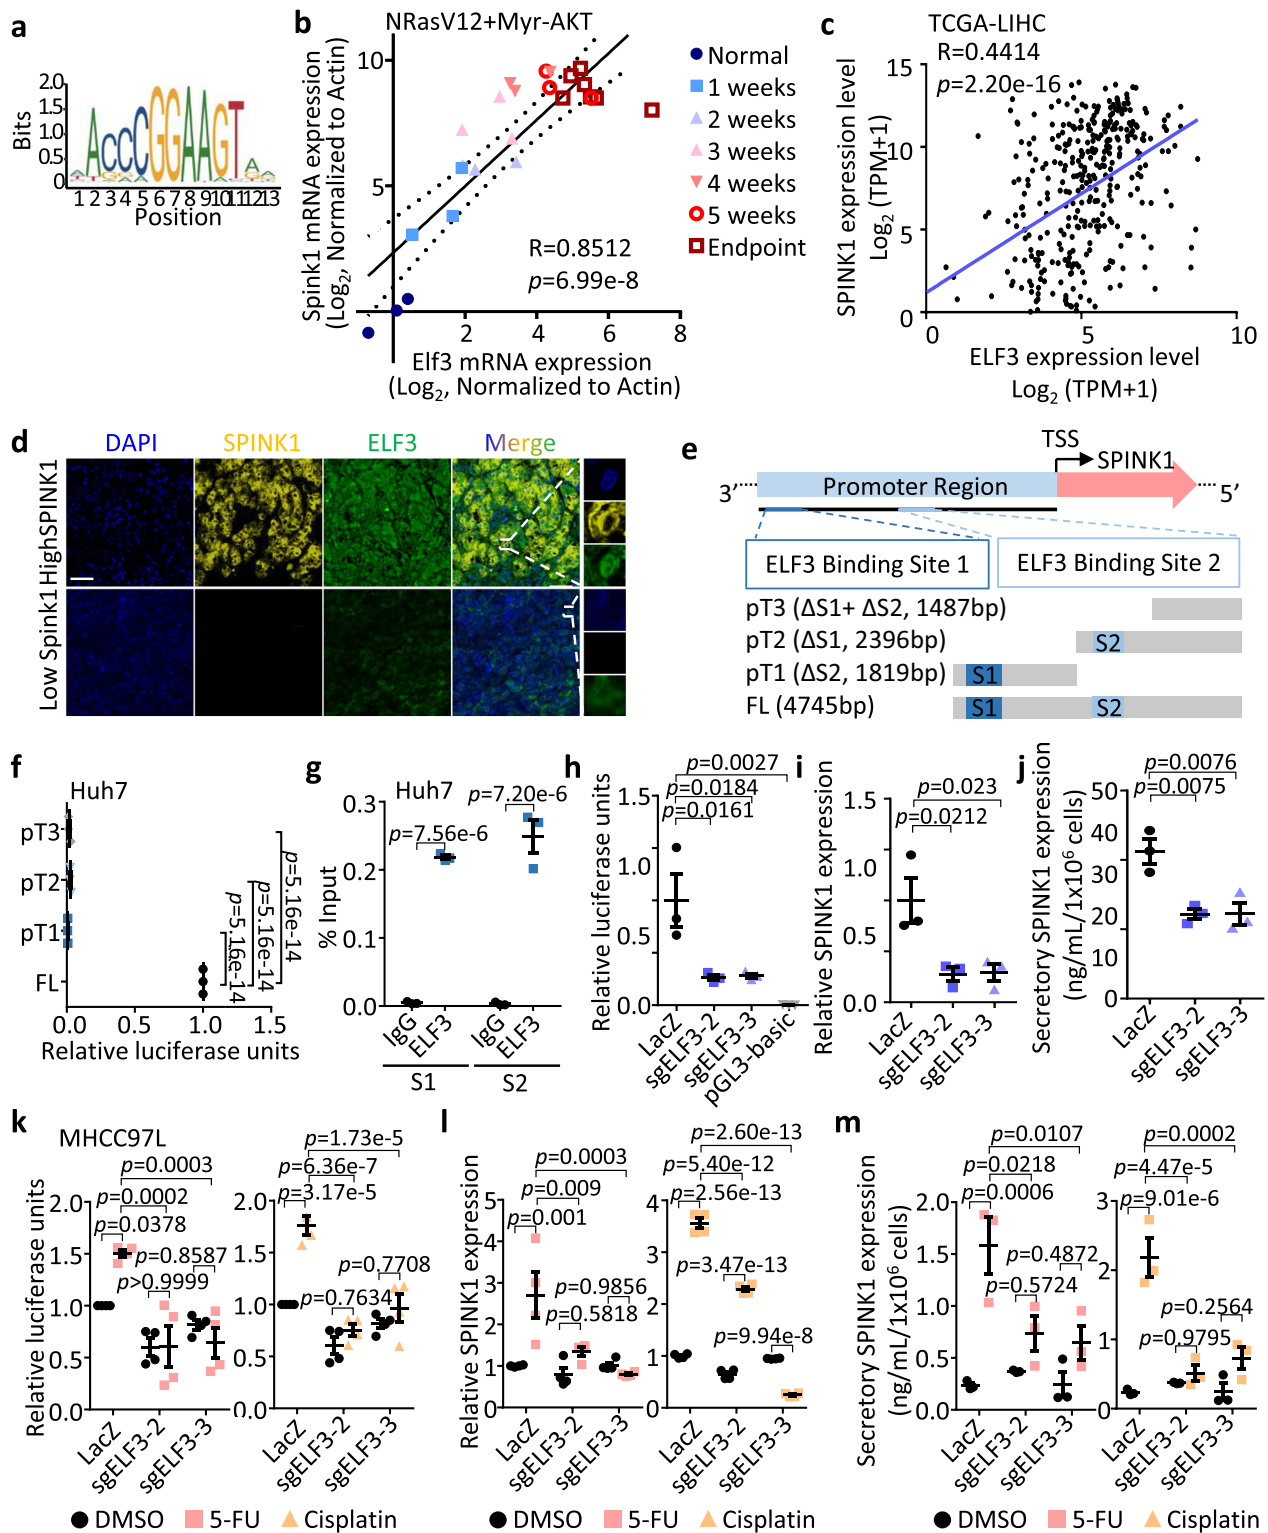 a
Bits
2.0
1.5
1.0
0.5
0
ACCCGGAAGT
1 2 3 4 5 6 7 8 9 10 11 12 13
Position
b
NRasV12+Myr-AKT
Spink1 mRNA expression
(Log2, Normalized to Actin)
10
5
2 4 6 8
R=0.8512
p=6.99e-8
Elf3 mRNA expression
(Log2, Normalized to Actin)
Normal
1 weeks
2 weeks
3 weeks
4 weeks
5 weeks
Endpoint
c
TCGA-LIHC
R=0.4414
p=2.20e-16
SPINK1 expression level
Log2 (TPM+1)
15
10
5
0
0 5 10
ELF3 expression level
Log2 (TPM+1)
d
DAPI SPINK1 ELF3 Merge
HighSPINK1
Low Spink1
e
TSS
SPINK1
3′ Promoter Region 5′
ELF3 Binding Site 1
ELF3 Binding Site 2
pT3 (ΔS1+ ΔS2, 1487bp)
pT2 (ΔS1, 2396bp) S2
pT1 (ΔS2, 1819bp) S1
FL (4745bp) S1 S2
f
Huh7
pT3
pT2
pT1
FL
p=5.16e-14
p=5.16e-14
p=5.16e-14
0.0 0.5 1.0 1.5
Relative luciferase units
g
Huh7
p=7.20e-6
p=7.56e-6
% Input
0.3
0.2
0.1
0.0
IgG ELF3 IgG ELF3
S1 S2
h
p=0.0027
p=0.0184
p=0.0161
Relative luciferase units
1.5
1.0
0.5
0.0
LacZ sgELF3-2 sgELF3-3 pGL3-basic
i
p=0.023
p=0.0212
Relative SPINK1 expression
1.5
1.0
0.5
0.0
LacZ sgELF3-2 sgELF3-3
j
p=0.0076
p=0.0075
Secretory SPINK1 expression
(ng/mL/1x10^6 cells)
50
40
30
20
10
0
LacZ sgELF3-2 sgELF3-3
k
MHCC97L
Relative luciferase units
p=0.0003
p=0.0002
p=0.0378
p=0.8587
p>0.9999
2.0
1.5
1.0
0.5
0.0
LacZ sgELF3-2 sgELF3-3
p=1.73e-5
p=6.36e-7
p=3.17e-5
p=0.7708
p=0.7634
2.0
1.5
1.0
0.5
0.0
LacZ sgELF3-2 sgELF3-3
DMSO 5-FU Cisplatin
l
Relative SPINK1 expression
p=0.0003
p=0.009
p=0.001
p=0.9856
p=0.5818
5
4
3
2
1
0
LacZ sgELF3-2 sgELF3-3
p=2.60e-13
p=5.40e-12
p=2.56e-13
p=3.47e-13
p=9.94e-8
4
3
2
1
0
LacZ sgELF3-2 sgELF3-3
m
Secretory SPINK1 expression
(ng/mL/1x10^6 cells)
p=0.0107
p=0.0218
p=0.0006
p=0.4872
p=0.5724
2.0
1.5
1.0
0.5
0.0
LacZ sgELF3-2 sgELF3-3
p=0.0002
p=4.47e-5
p=9.01e-6
p=0.2564
p=0.9795
3
2
1
0
LacZ sgELF3-2 sgELF3-3
DMSO 5-FU Cisplatin